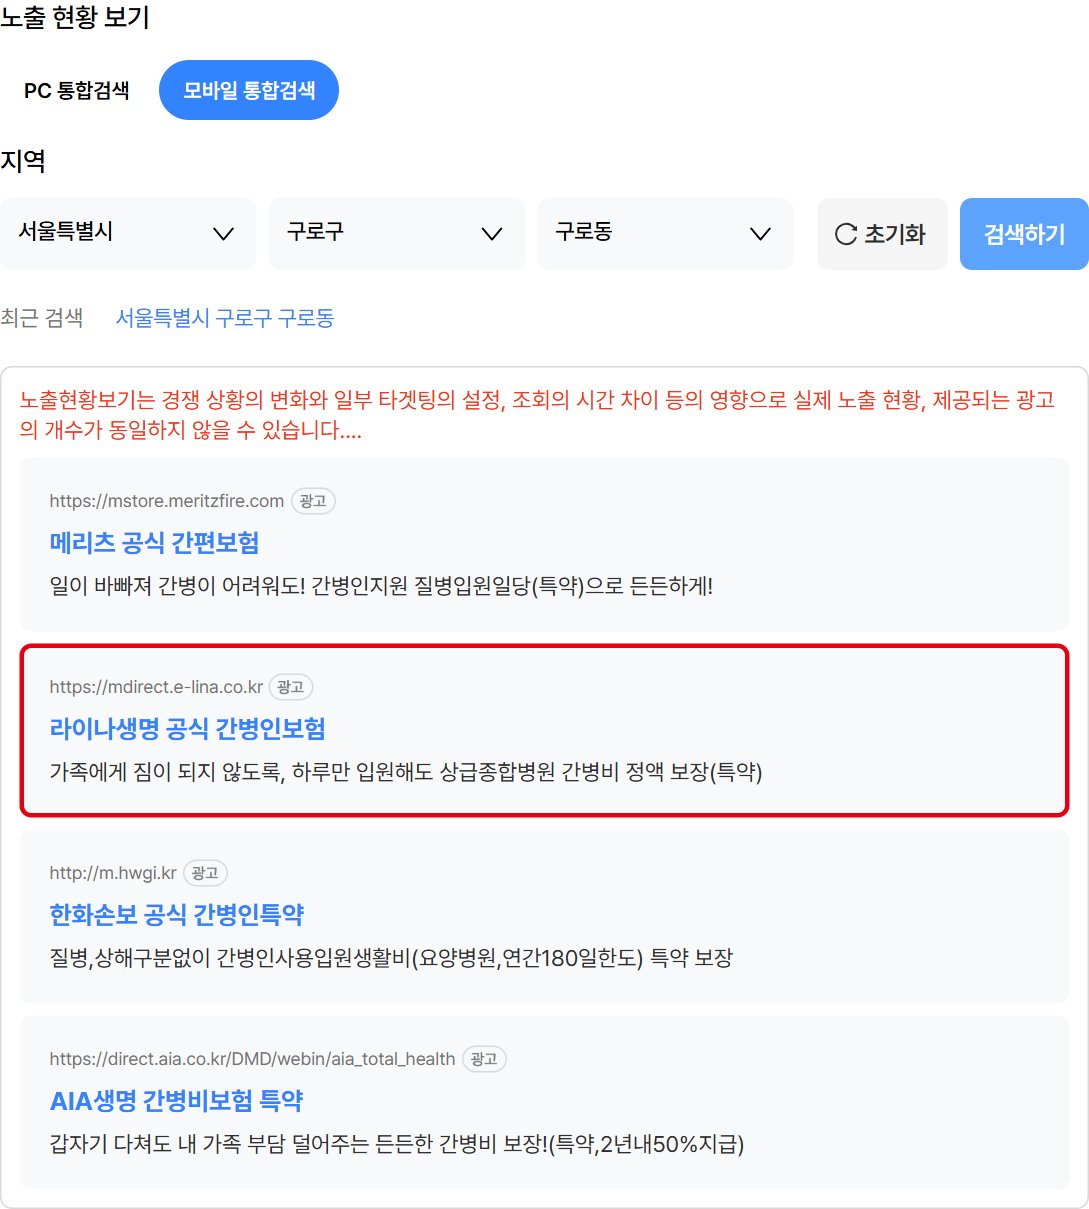 노출 현황 보기
PC 통합검색
모바일 통합검색
지역
서울특별시
구로구
구로동
초기화
검색하기
최근 검색
서울특별시 구로구 구로동
노출현황보기는 경쟁 상황의 변화와 일부 타겟팅의 설정, 조회의 시간 차이 등의 영향으로 실제 노출 현황, 제공되는 광고
의 개수가 동일하지 않을 수 있습니다....
https://mstore.meritzfire.com 광고
메리츠 공식 간편보험
일이 바빠져 간병이 어려워도! 간병인지원 질병입원일당(특약)으로 든든하게!
https://mdirect.e-lina.co.kr 광고
라이나생명 공식 간병인보험
가족에게 짐이 되지 않도록, 하루만 입원해도 상급종합병원 간병비 정액 보장(특약)
http://m.hwgi.kr 광고
한화손보 공식 간병인특약
질병,상해구분없이 간병인사용입원생활비(요양병원,연간180일한도) 특약 보장
https://direct.aia.co.kr/DMD/webin/aia_total_health 광고
AIA생명 간병비보험 특약
갑자기 다쳐도 내 가족 부담 덜어주는 든든한 간병비 보장!(특약,2년내50%지급)